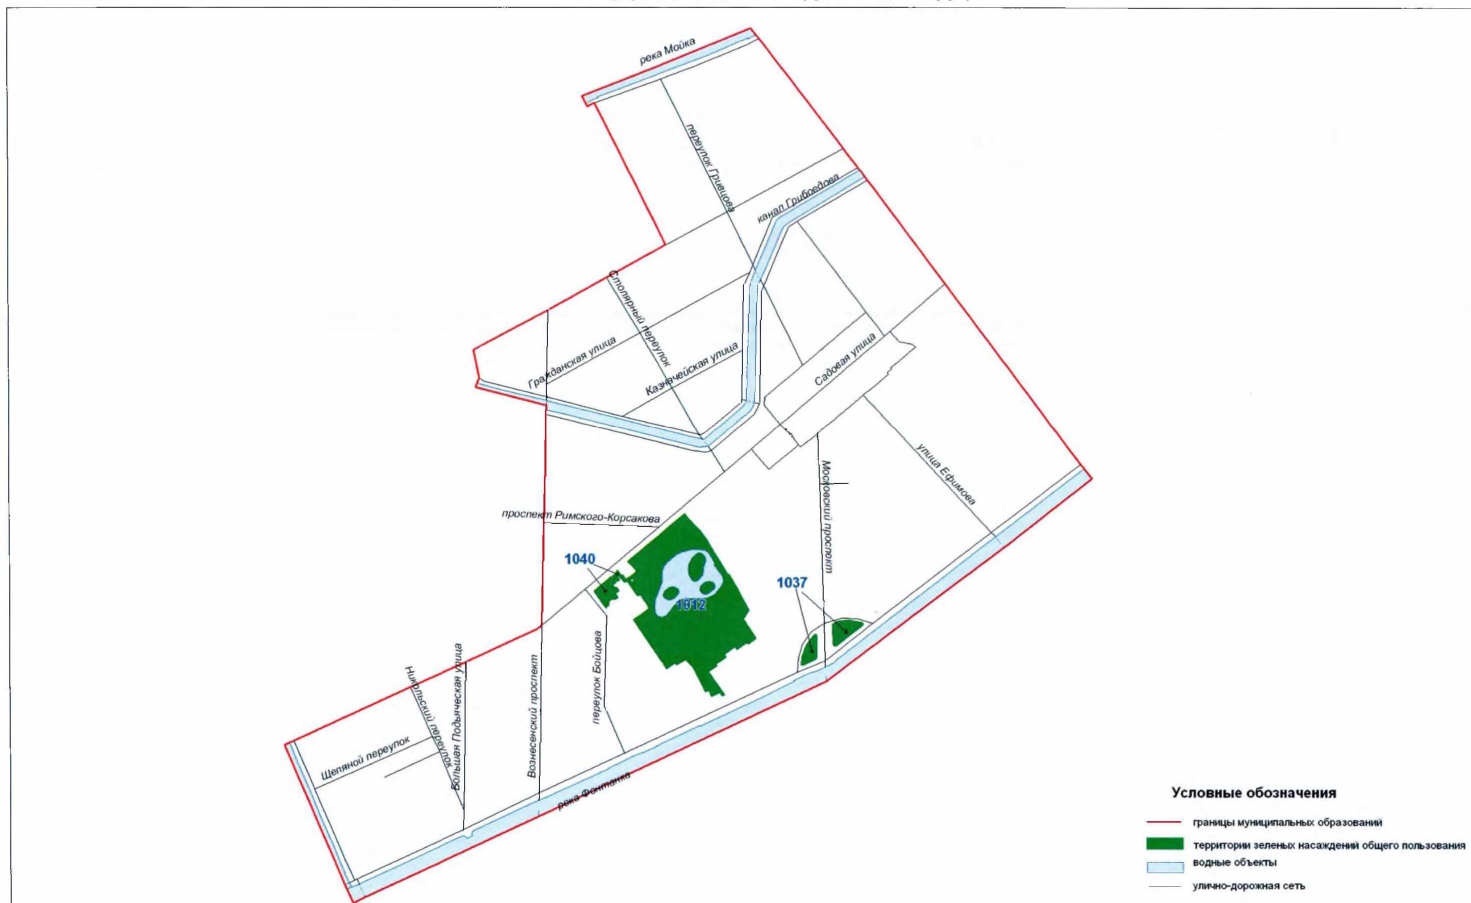 река Мойка
переулок Гривцова
канал Грибоедова
Столярный переулок
Гражданская улица
Казначейская улица
Садовая улица
улица Ефимова
Московский проспект
проспект Римского-Корсакова
1040
1012
1037
переулок Бойцова
Вознесенский проспект
Большая Подьяческая улица
Никольский переулок
Щепяной переулок
река Фонтанка
Условные обозначения
границы муниципальных образований
территории зеленых насаждений общего пользования
водные объекты
улично-дорожная сеть